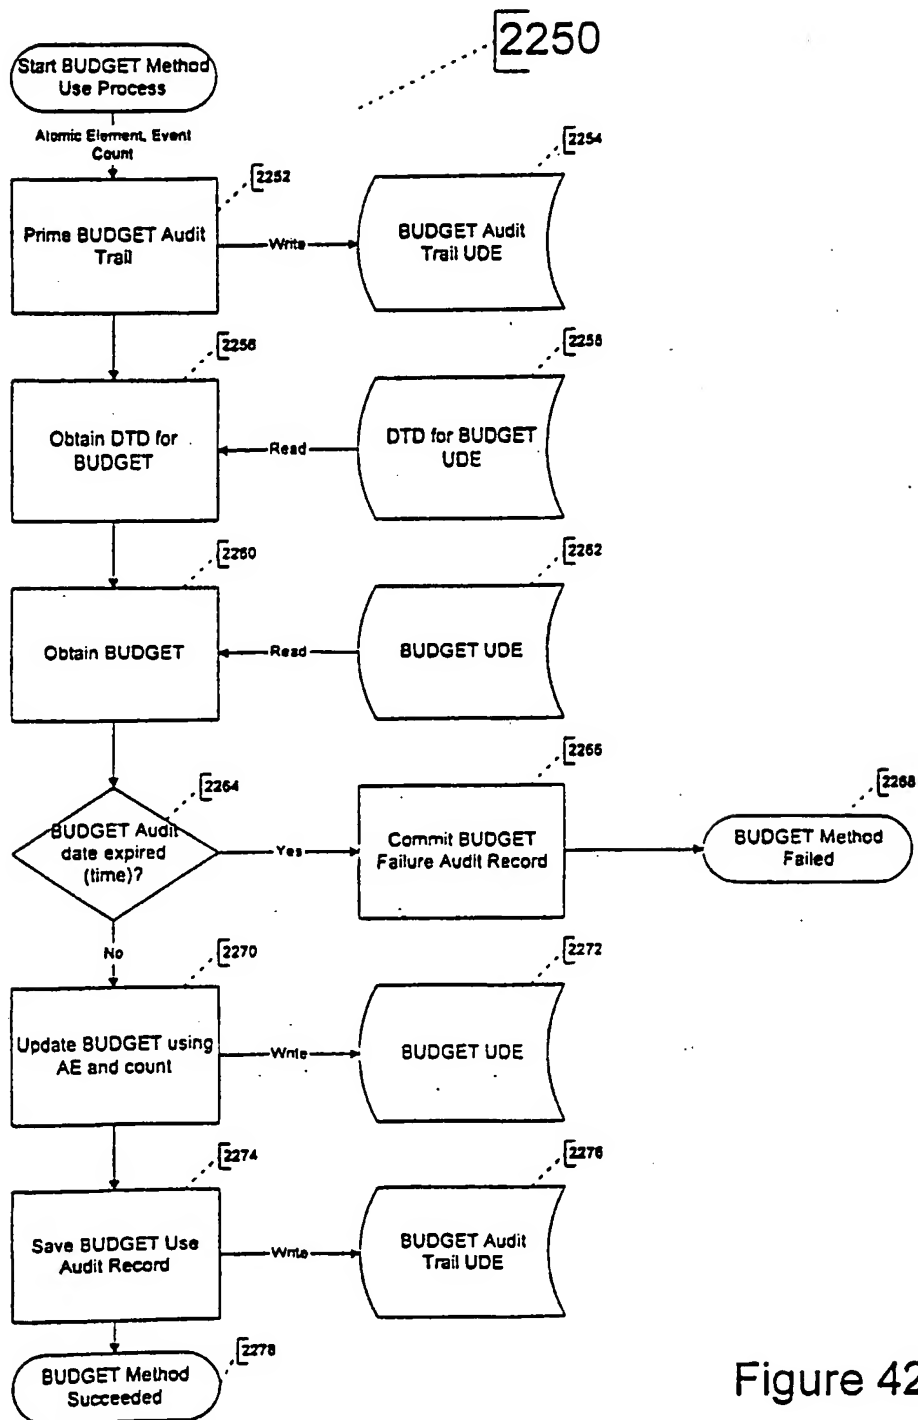 2250
Start BUDGET Method
Use Process
Atomic Element, Event
Count
2252
2254
Prime BUDGET Audit
Trail
Write
BUDGET Audit
Trail UDE
2256
2258
Obtain DTD for
BUDGET
Read
DTD for BUDGET
UDE
2260
2262
Obtain BUDGET
Read
BUDGET UDE
2264
2265
2268
BUDGET Audit
date expired
(time)?
Yes
Commit BUDGET
Failure Audit Record
BUDGET Method
Failed
No
2270
2272
Update BUDGET using
AE and count
Write
BUDGET UDE
2274
2276
Save BUDGET Use
Audit Record
Write
BUDGET Audit
Trail UDE
2278
BUDGET Method
Succeeded
Figure 42